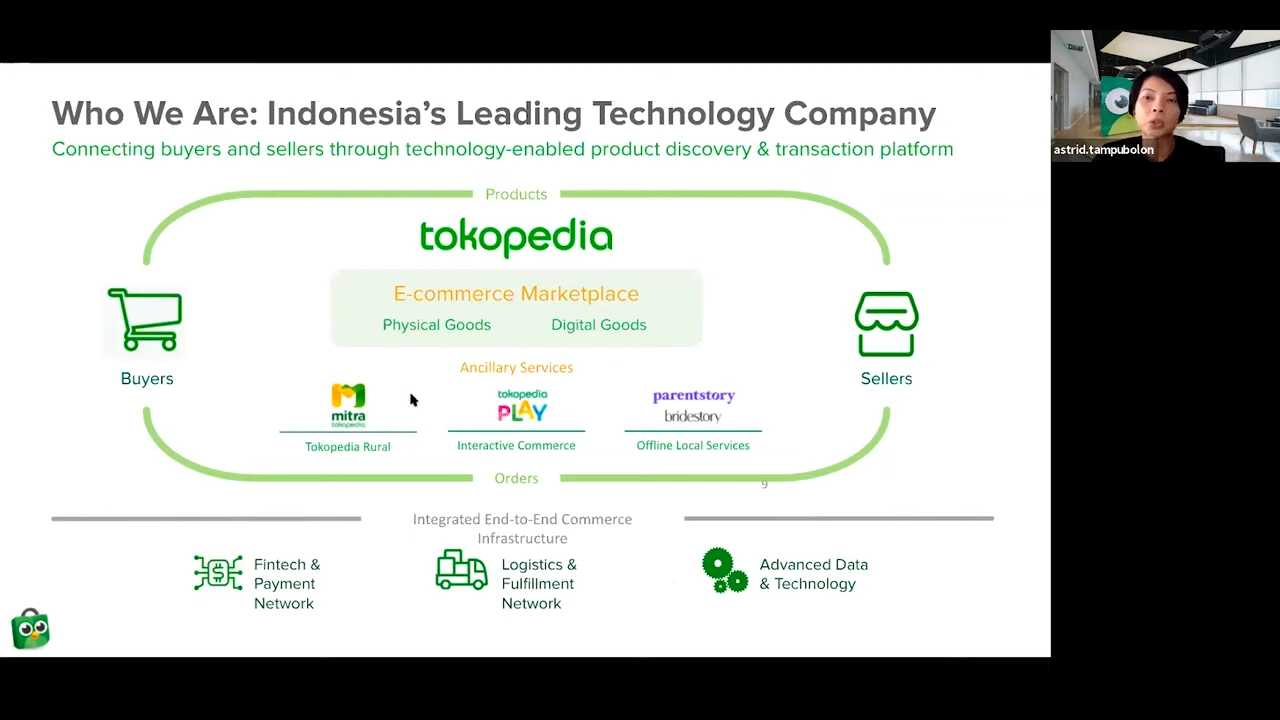 Who We Are: Indonesia's Leading Technology Company
Connecting buyers and sellers through technology-enabled product discovery & transaction platform
astrid.tampubolon
Products
tokopedia
E-commerce Marketplace
Physical Goods
Digital Goods
Buyers
Sellers
Ancillary Services
mitra
tokopedia
Tokopedia Rural
tokopedia
PLAY
Interactive Commerce
parentstory
bridestory
Offline Local Services
Orders
9
Integrated End-to-End Commerce
Infrastructure
Fintech &
Payment
Network
Logistics &
Fulfillment
Network
Advanced Data
& Technology